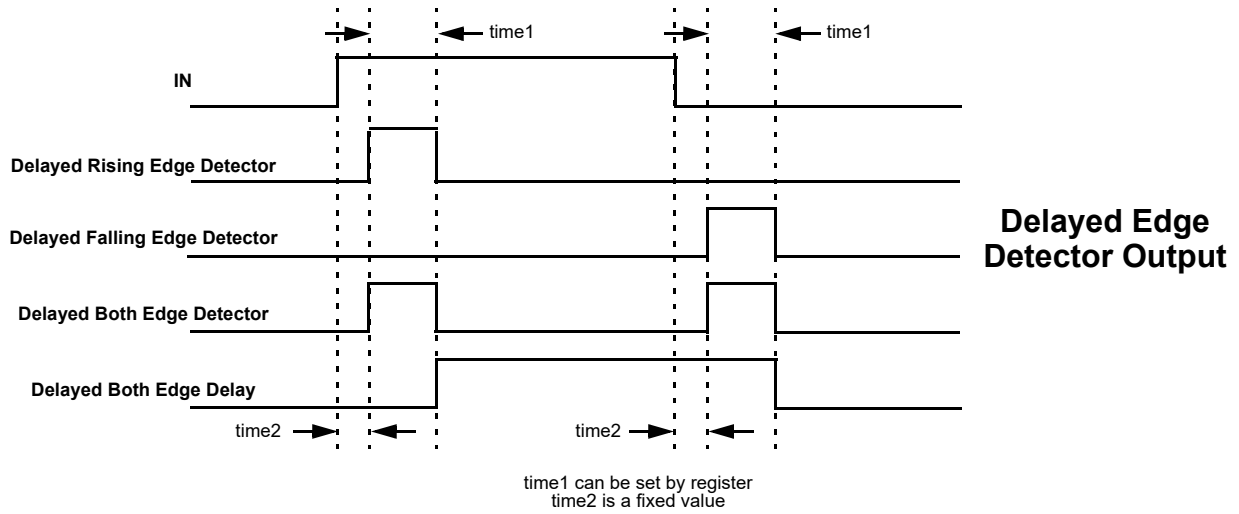 time1
time1
IN
Delayed Rising Edge Detector
Delayed Falling Edge Detector
Delayed Edge
Detector Output
Delayed Both Edge Detector
Delayed Both Edge Delay
time2
time2
time1 can be set by register
time2 is a fixed value